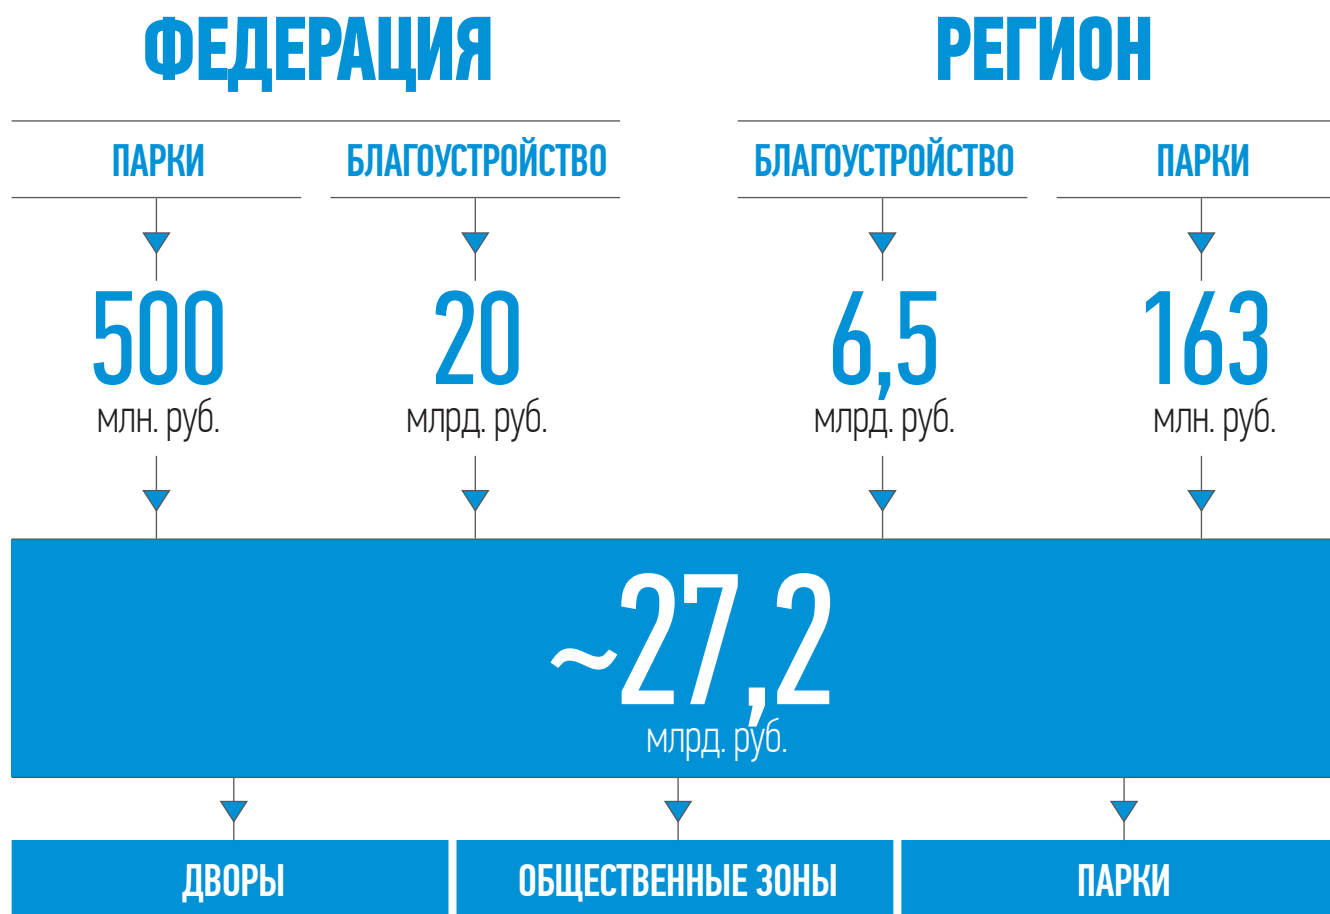 ФЕДЕРАЦИЯ
РЕГИОН
ПАРКИ
БЛАГОУСТРОЙСТВО
БЛАГОУСТРОЙСТВО
ПАРКИ
500
млн. руб.
20
млрд. руб.
6,5
млрд. руб.
163
млн. руб.
~27,2
млрд. руб.
ДВОРЫ
ОБЩЕСТВЕННЫЕ ЗОНЫ
ПАРКИ